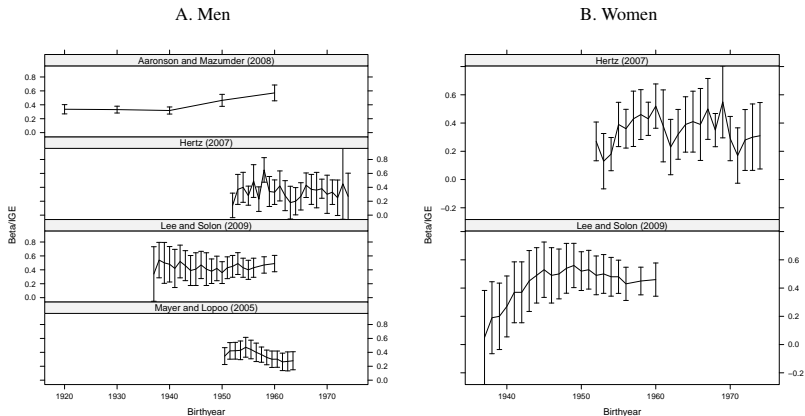 A. Men
Aaronson and Mazumder (2008)
0.8
0.6
0.4
0.2
0.0
Hertz (2007)
0.8
0.6
0.4
0.2
0.0
Lee and Solon (2009)
0.8
0.6
0.4
0.2
0.0
Mayer and Lopoo (2005)
0.8
0.6
0.4
0.2
0.0
Beta/IGE
1920 1930 1940 1950 1960 1970
Birthyear
B. Women
Hertz (2007)
0.6
0.4
0.2
0.0
−0.2
Lee and Solon (2009)
0.6
0.4
0.2
0.0
−0.2
Beta/IGE
1940 1950 1960 1970
Birthyear